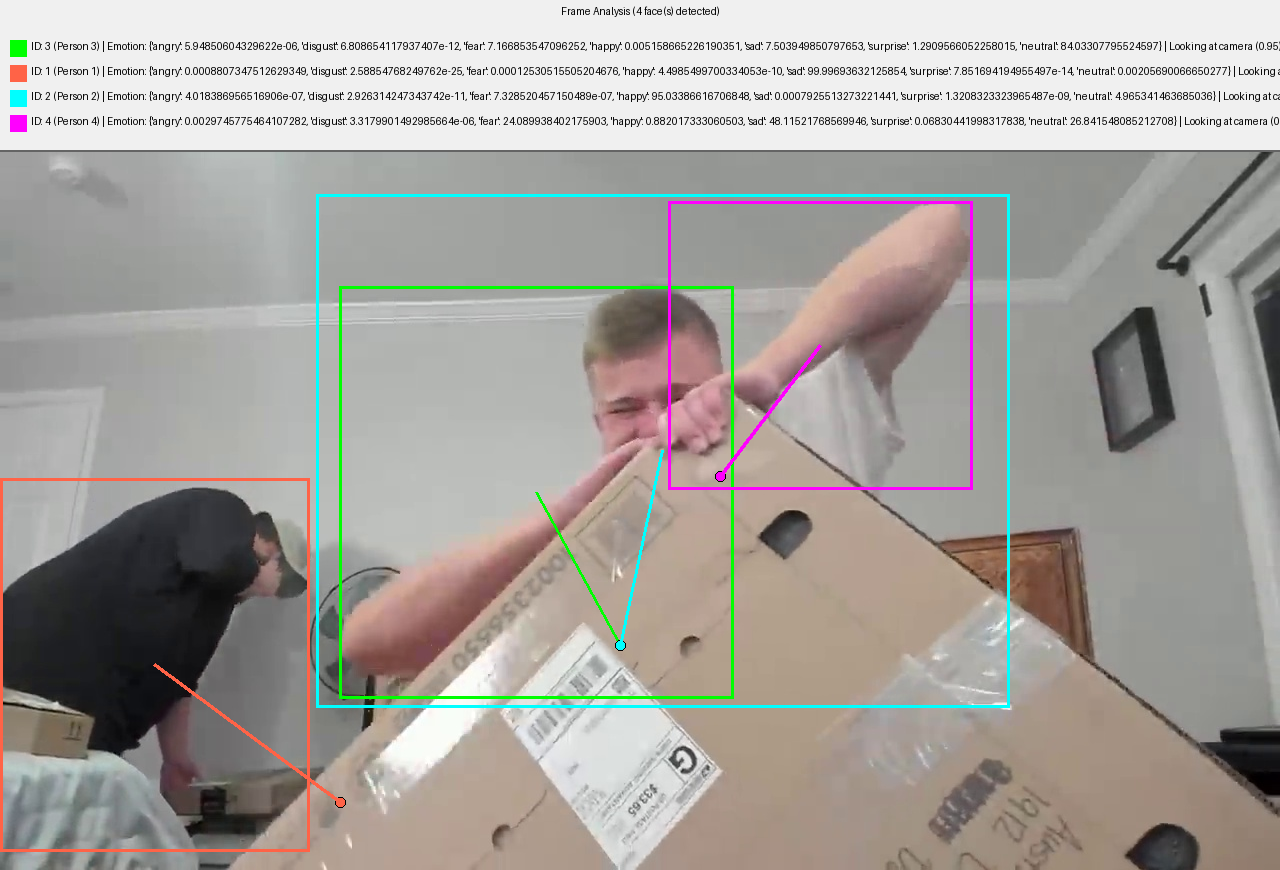 Frame Analysis (4 face(s) detected)
ID: 3 (Person 3) | Emotion: {'angry': 5.94850604329622e-06, 'disgust': 6.808654117937407e-12, 'fear': 7.166853547096252, 'happy': 0.005158665226190351, 'sad': 7.503949850797653, 'surprise': 1.2909566052258015, 'neutral': 84.03307795524597} | Looking at camera (0.95)
ID: 1 (Person 1) | Emotion: {'angry': 0.0008807347512629349, 'disgust': 2.58854768249762e-25, 'fear': 0.00012530515505204676, 'happy': 4.4985499700334053e-10, 'sad': 99.99693632125854, 'surprise': 7.851694194955497e-14, 'neutral': 0.00205690066650277} | Looking a
ID: 2 (Person 2) | Emotion: {'angry': 4.018386956516906e-07, 'disgust': 2.926314247343742e-11, 'fear': 7.328520457150489e-07, 'happy': 95.03386616706848, 'sad': 0.0007925513273221441, 'surprise': 1.3208323323965487e-09, 'neutral': 4.965341463685036} | Looking at ca
ID: 4 (Person 4) | Emotion: {'angry': 0.0029745775464107282, 'disgust': 3.3179901492985664e-06, 'fear': 24.089938402175903, 'happy': 0.882017333060503, 'sad': 48.11521768569946, 'surprise': 0.06830441998317838, 'neutral': 26.841548085212708} | Looking at camera (0
G
$33.65
1912